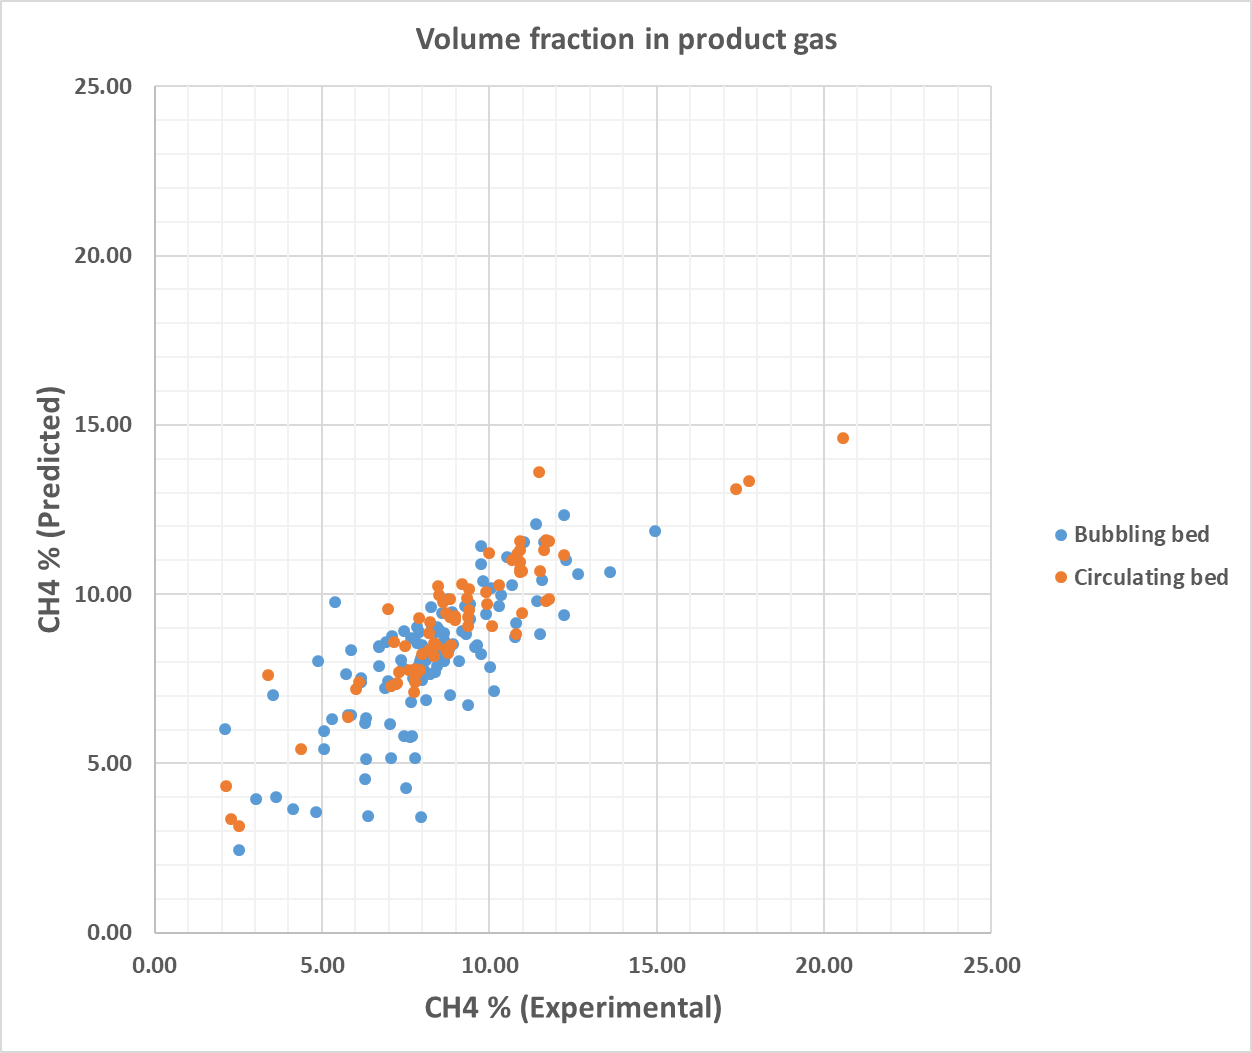 Volume fraction in product gas
25.00
20.00
15.00
10.00
5.00
0.00
CH4 % (Predicted)
0.00 5.00 10.00 15.00 20.00 25.00
CH4 % (Experimental)
Bubbling bed
Circulating bed